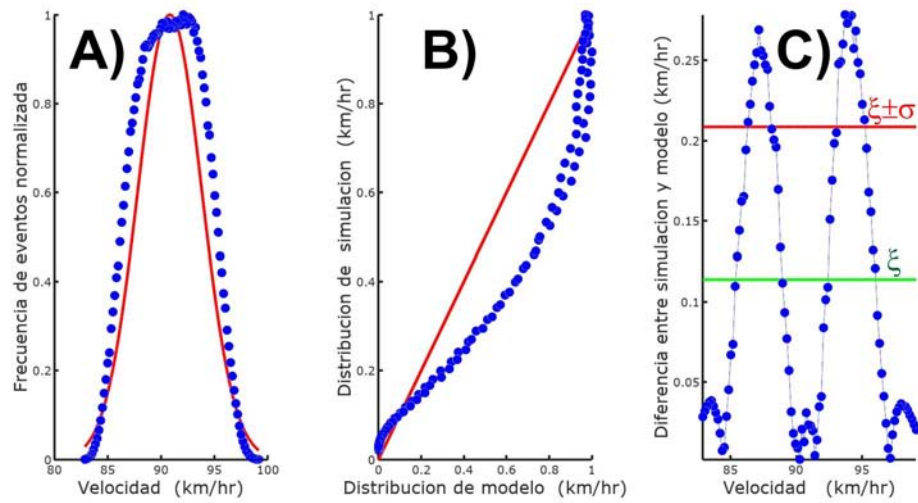 A)
Frecuencia de eventos normalizada
1
0.8
0.6
0.4
0.2
0
80
85
90
95
100
Velocidad (km/hr)
B)
Distribucion de simulacion (km/hr)
1
0.8
0.6
0.4
0.2
0
0
0.2
0.4
0.6
0.8
1
Distribucion de modelo (km/hr)
C)
Diferencia entre simulacion y modelo (km/hr)
0.25
0.2
0.15
0.1
0.05
ξ±σ
ξ
85
90
95
Velocidad (km/hr)